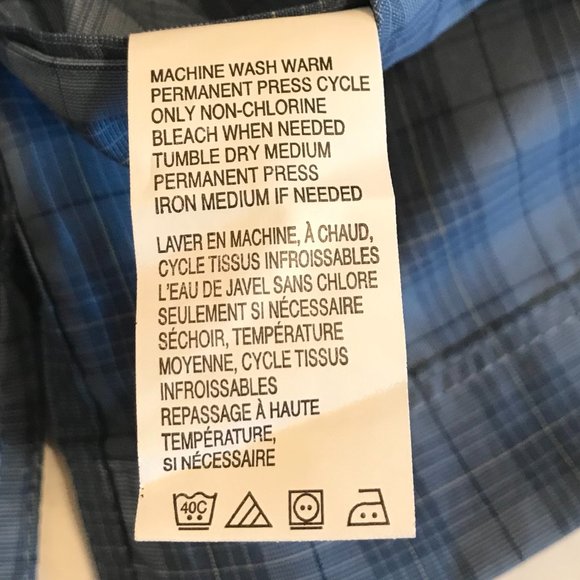 MACHINE WASH WARM
PERMANENT PRESS CYCLE
ONLY NON-CHLORINE
BLEACH WHEN NEEDED
TUMBLE DRY MEDIUM
PERMANENT PRESS
IRON MEDIUM IF NEEDED
LAVER EN MACHINE, À CHAUD,
CYCLE TISSUS INFROISSABLES
L'EAU DE JAVEL SANS CHLORE
SEULEMENT SI NÉCESSAIRE
SÉCHOIR, TEMPÉRATURE
MOYENNE, CYCLE TISSUS
INFROISSABLES
REPASSAGE À HAUTE
TEMPÉRATURE,
SI NÉCESSAIRE
40C